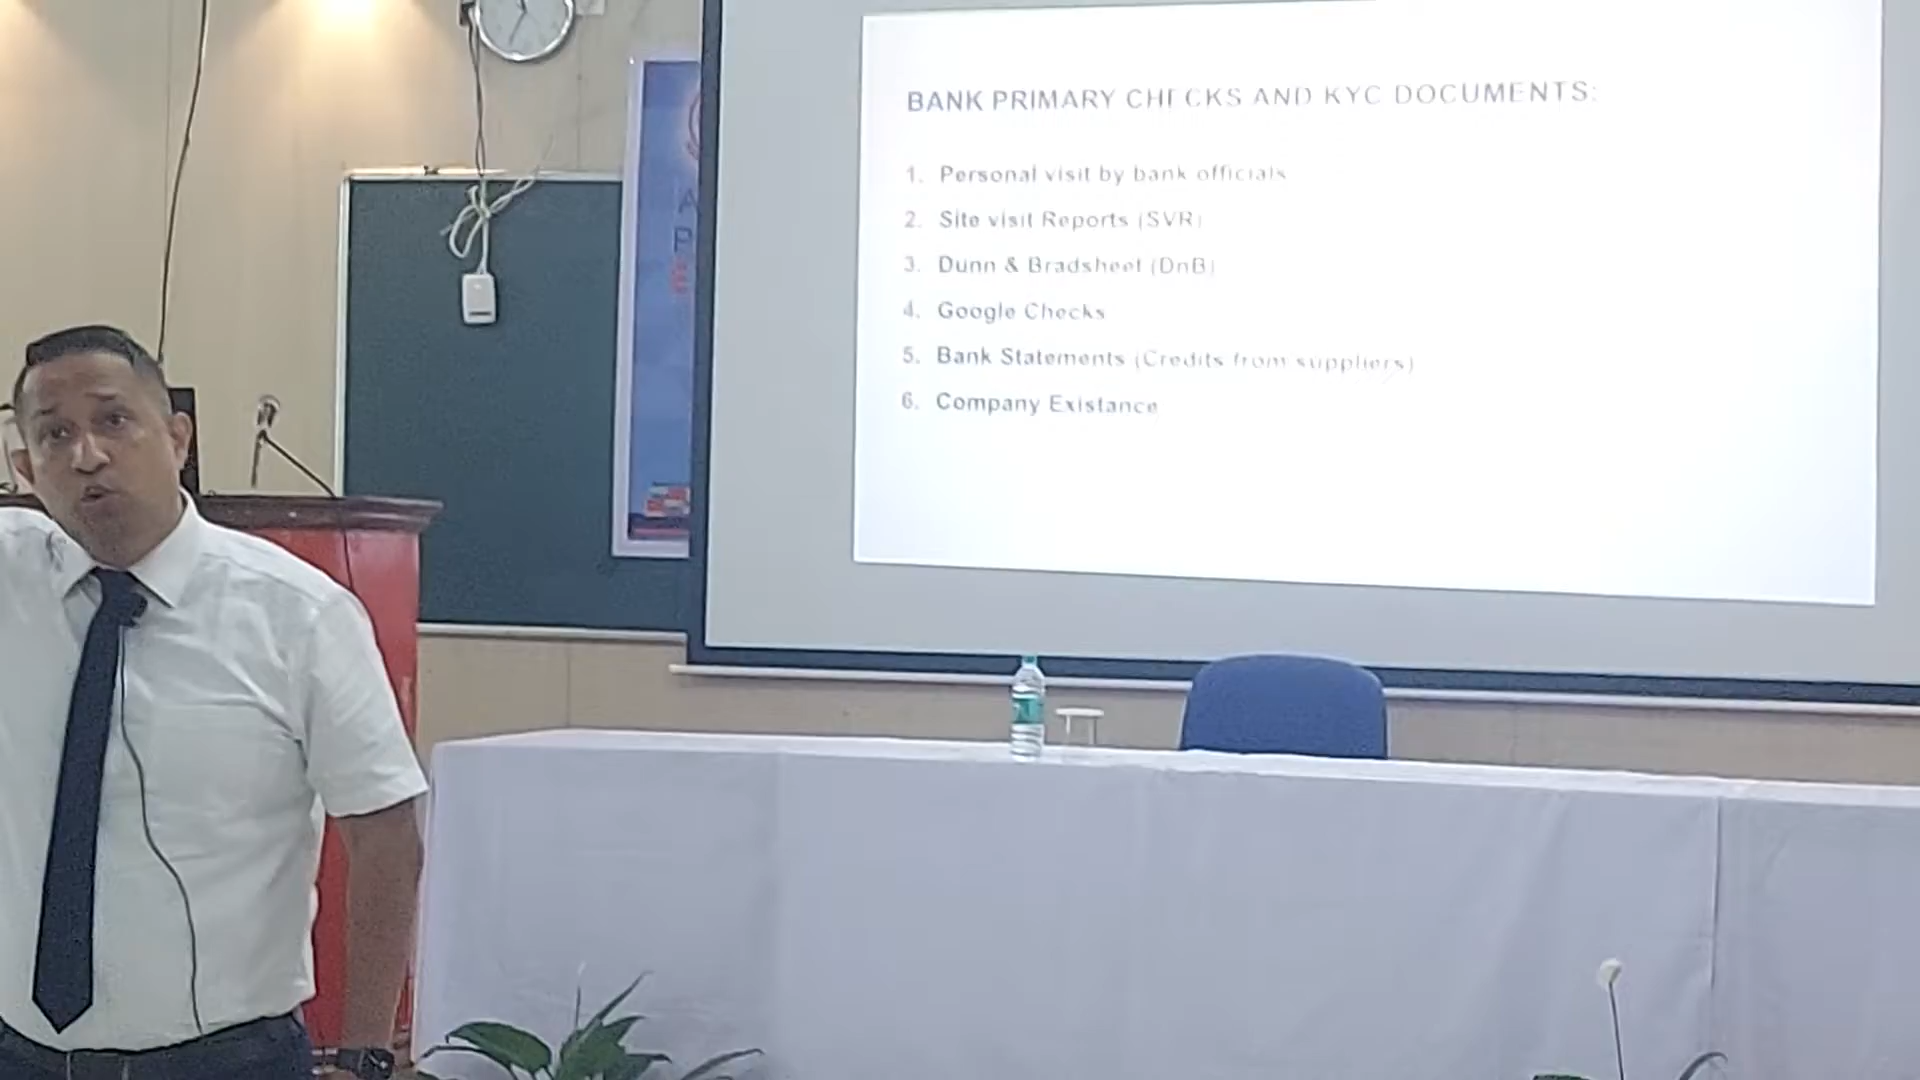 BANK PRIMARY CHECKS AND KYC DOCUMENTS:
1. Personal visit by bank officials
2. Site visit Reports (SVR)
3. Dunn & Bradsheet (DnB)
4. Google Checks
5. Bank Statements (Credits from suppliers)
6. Company Existance
A
P
E